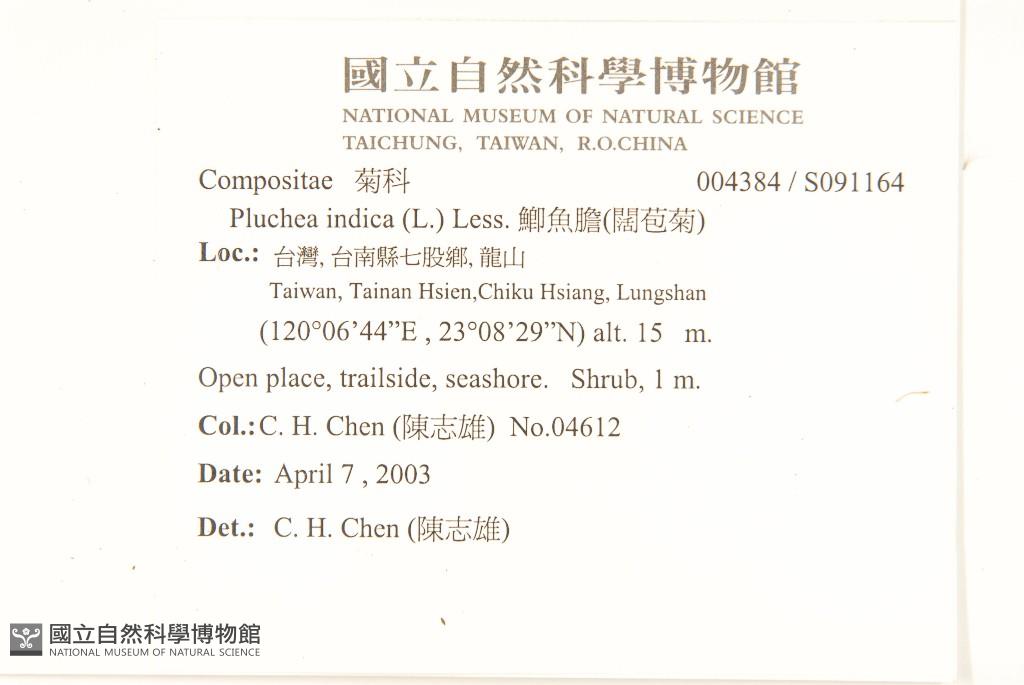 國立自然科學博物館
NATIONAL MUSEUM OF NATURAL SCIENCE
TAICHUNG, TAIWAN, R.O.CHINA
Compositae 菊科 004384 / S091164
Pluchea indica (L.) Less. 鯽魚膽(闊苞菊)
Loc.: 台灣, 台南縣七股鄉, 龍山
Taiwan, Tainan Hsien,Chiku Hsiang, Lungshan
(120°06’44”E , 23°08’29”N) alt. 15 m.
Open place, trailside, seashore. Shrub, 1 m.
Col.: C. H. Chen (陳志雄) No.04612
Date: April 7 , 2003
Det.: C. H. Chen (陳志雄)
國立自然科學博物館
NATIONAL MUSEUM OF NATURAL SCIENCE